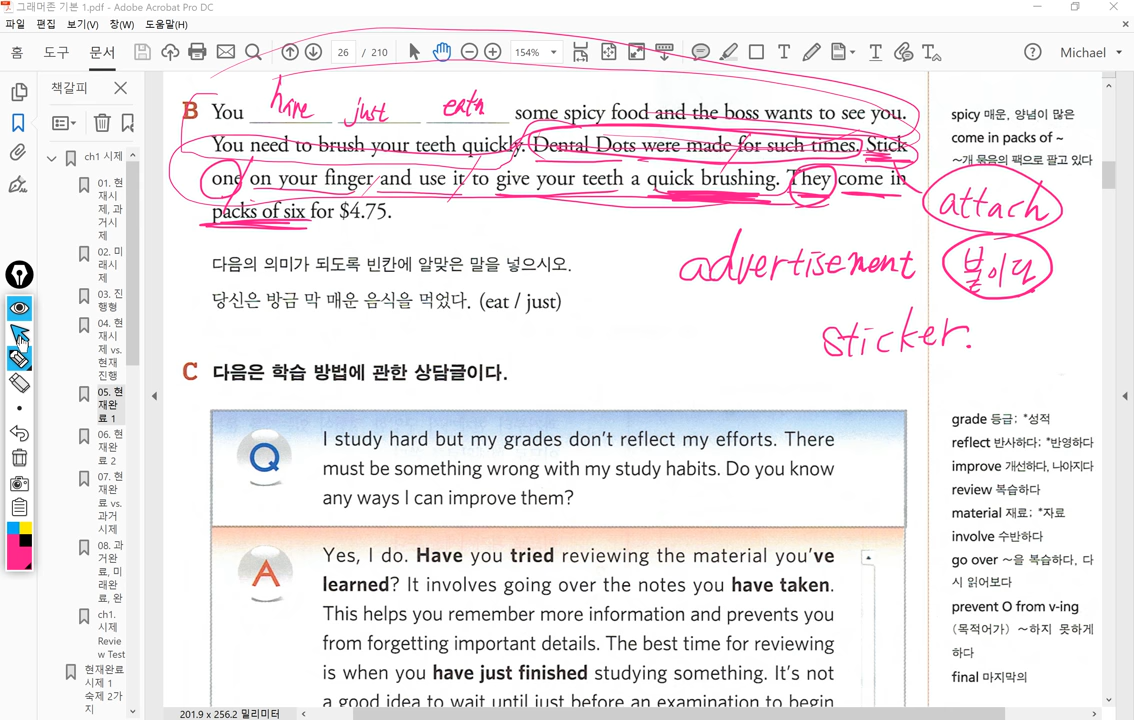 그래머존 기본 1.pdf - Adobe Acrobat Pro DC
파일 편집 보기(V) 창(W) 도움말(H)
홈 도구 문서 26 / 210 154% Michael
책갈피
ch1 시제
01. 현
재시
제, 과
거시
제
02. 미
래시
제
03. 진
행형
04. 현
재시
제 vs.
현재
진행
05. 현
재완
료 1
06. 현
재완
료 2
07. 현
재완
료 vs.
과거
시제
08. 과
거완
료, 미
래완
료, 완
ch1.
시제
Revie
w Test
현재완료
시제 1
숙제 2가
지
B You have just eaten some spicy food and the boss wants to see you.
You need to brush your teeth quickly. Dental Dots were made for such times. Stick
one on your finger and use it to give your teeth a quick brushing. They come in
packs of six for $4.75.
attach
advertisement 붙이다
sticker.
다음의 의미가 되도록 빈칸에 알맞은 말을 넣으시오.
당신은 방금 막 매운 음식을 먹었다. (eat / just)
C 다음은 학습 방법에 관한 상담글이다.
Q
I study hard but my grades don't reflect my efforts. There
must be something wrong with my study habits. Do you know
any ways I can improve them?
A
Yes, I do. Have you tried reviewing the material you've
learned? It involves going over the notes you have taken.
This helps you remember more information and prevents you
from forgetting important details. The best time for reviewing
is when you have just finished studying something. It's not
a good idea to wait until just before an examination to begin
spicy 매운, 양념이 많은
come in packs of ~
~개 묶음의 팩으로 팔고 있다
grade 등급; *성적
reflect 반사하다; *반영하다
improve 개선하다, 나아지다
review 복습하다
material 재료; *자료
involve 수반하다
go over ~을 복습하다, 다
시 읽어보다
prevent O from v-ing
(목적어가) ~하지 못하게
하다
final 마지막의
201.9 x 256.2 밀리미터